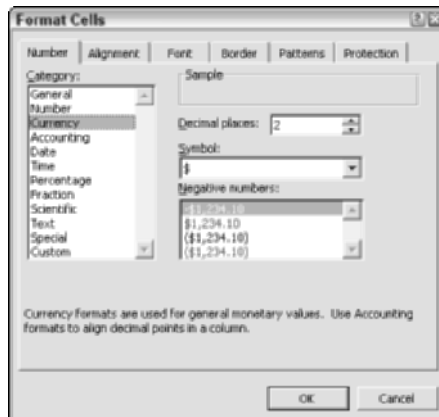 Format Cells
Number Alignment Font Border Patterns Protection
Category:
General
Number
Currency
Accounting
Date
Time
Percentage
Fraction
Scientific
Text
Special
Custom
Sample
Decimal places: 2
Symbol:
$
Negative numbers:
-$1,234.10
$1,234.10
($1,234.10)
($1,234.10)
Currency formats are used for general monetary values. Use Accounting
formats to align decimal points in a column.
OK Cancel